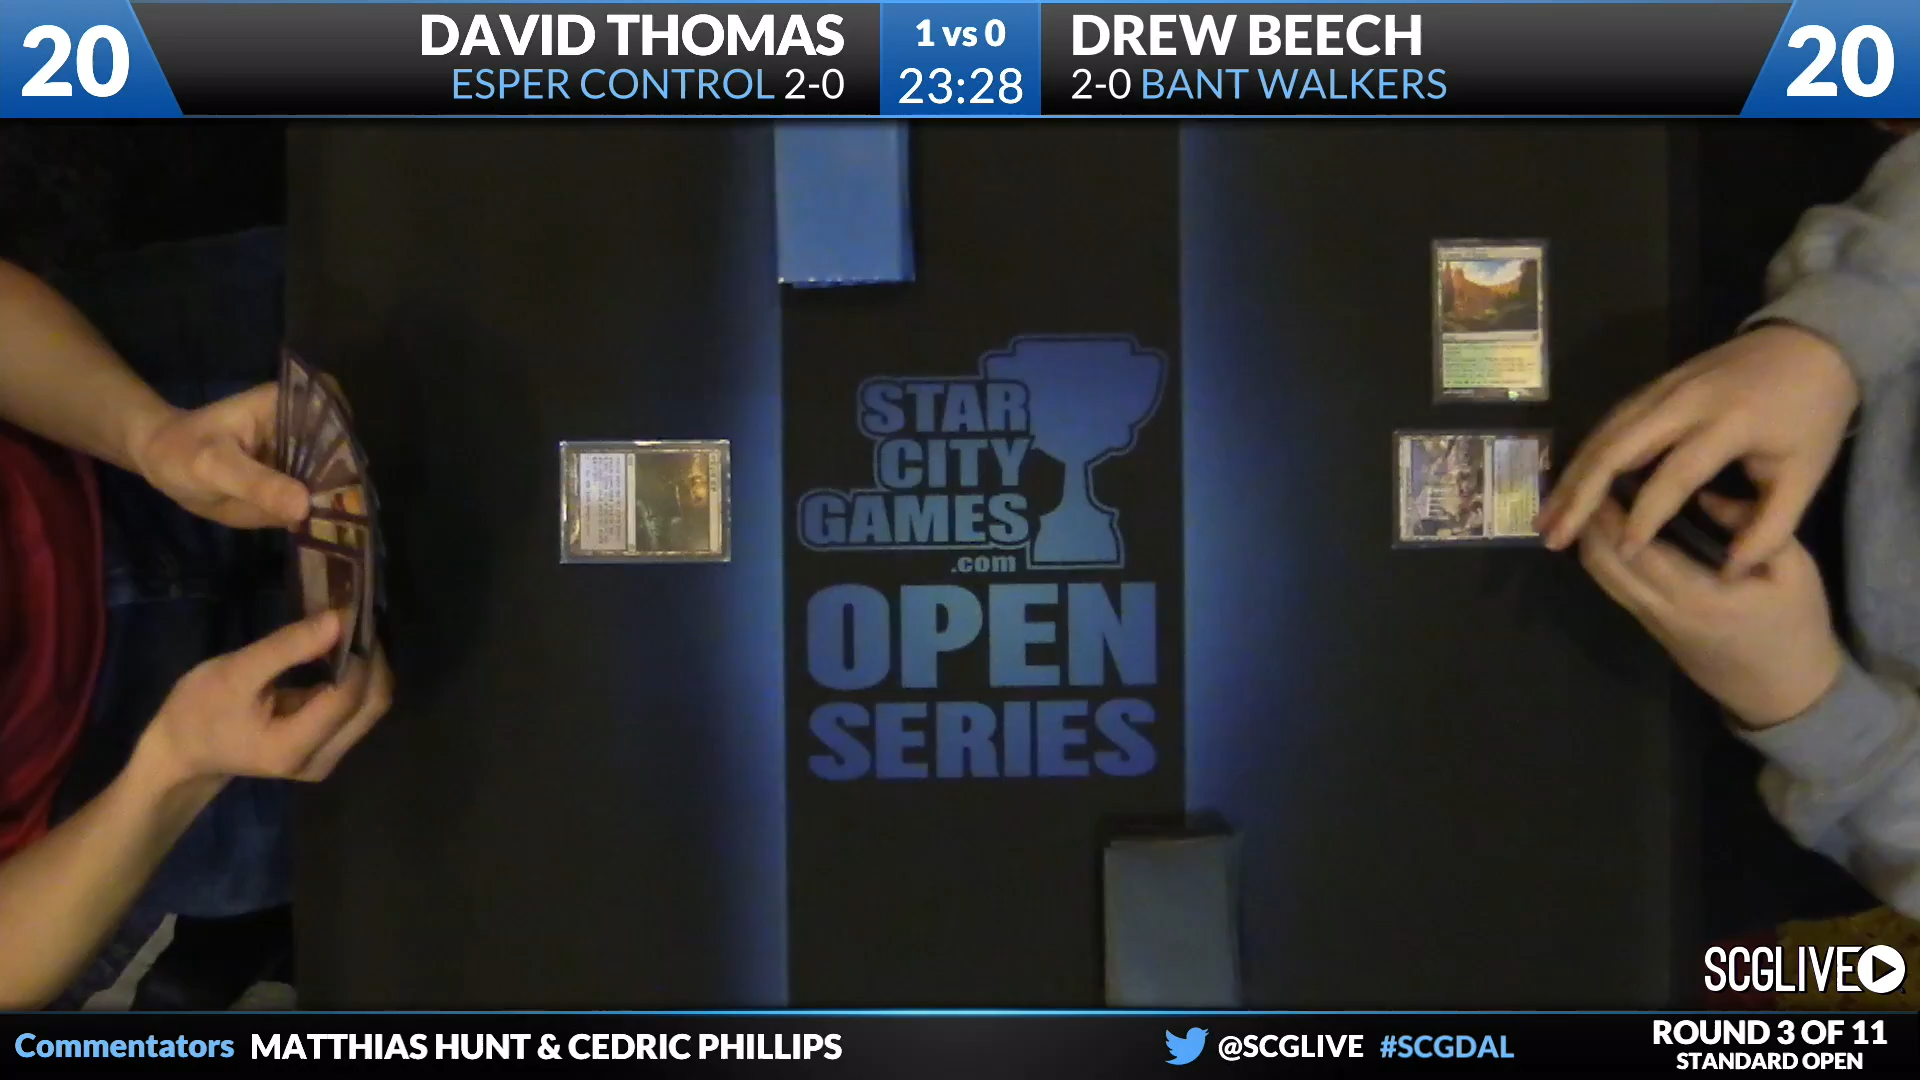 20
DAVID THOMAS
ESPER CONTROL 2-0
1 vs 0
23:28
DREW BEECH
2-0 BANT WALKERS
20
STAR
CITY
GAMES
.com
OPEN
SERIES
SCGLIVE
Commentators MATTHIAS HUNT & CEDRIC PHILLIPS
@SCGLIVE #SCGDAL
ROUND 3 OF 11
STANDARD OPEN